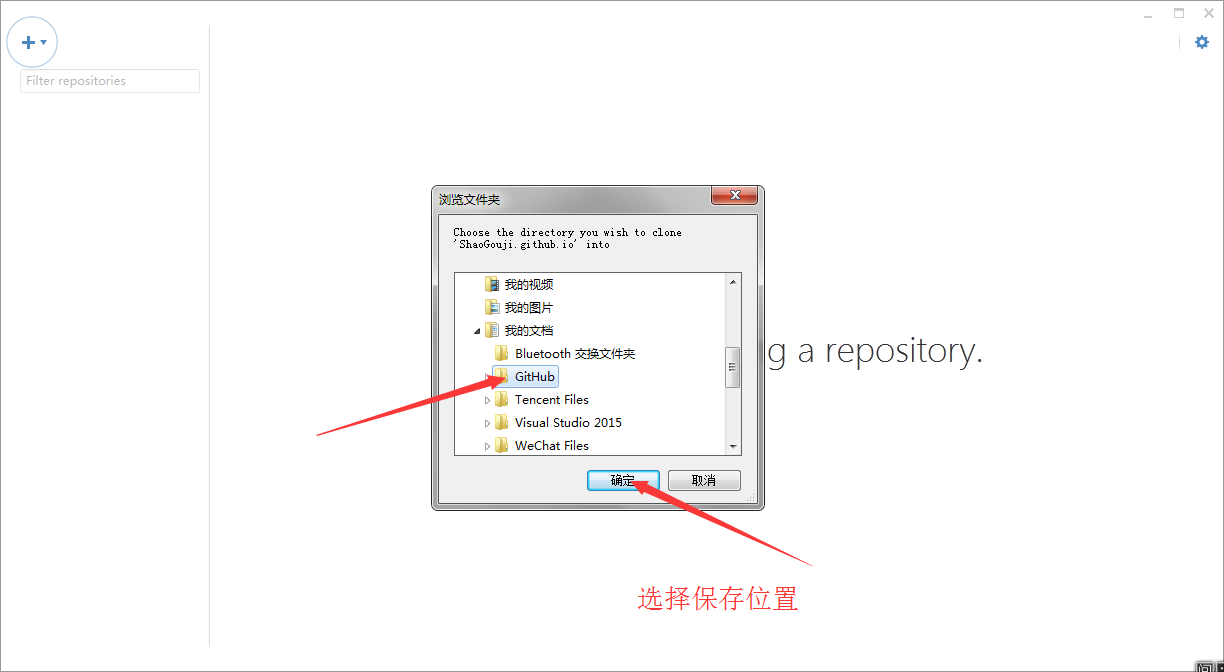 Filter repositories
浏览文件夹
Choose the directory you wish to clone
'ShaoGouji.github.io' into
我的视频
我的图片
我的文档
Bluetooth 交换文件夹
g a repository.
GitHub
Tencent Files
Visual Studio 2015
WeChat Files
确定
取消
选择保存位置